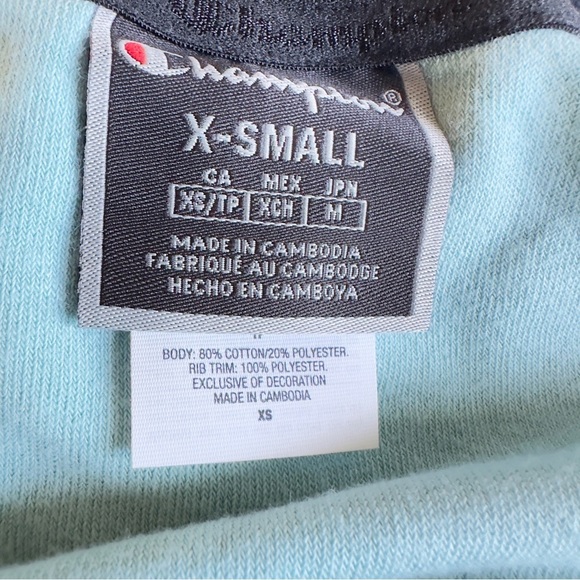 Champion
Champion®
X-SMALL
CA MEX JPN
XS/TP XCH M
MADE IN CAMBODIA
FABRIQUÉ AU CAMBODGE
HECHO EN CAMBOYA
BODY: 80% COTTON/20% POLYESTER.
RIB TRIM: 100% POLYESTER.
EXCLUSIVE OF DECORATION
MADE IN CAMBODIA
XS